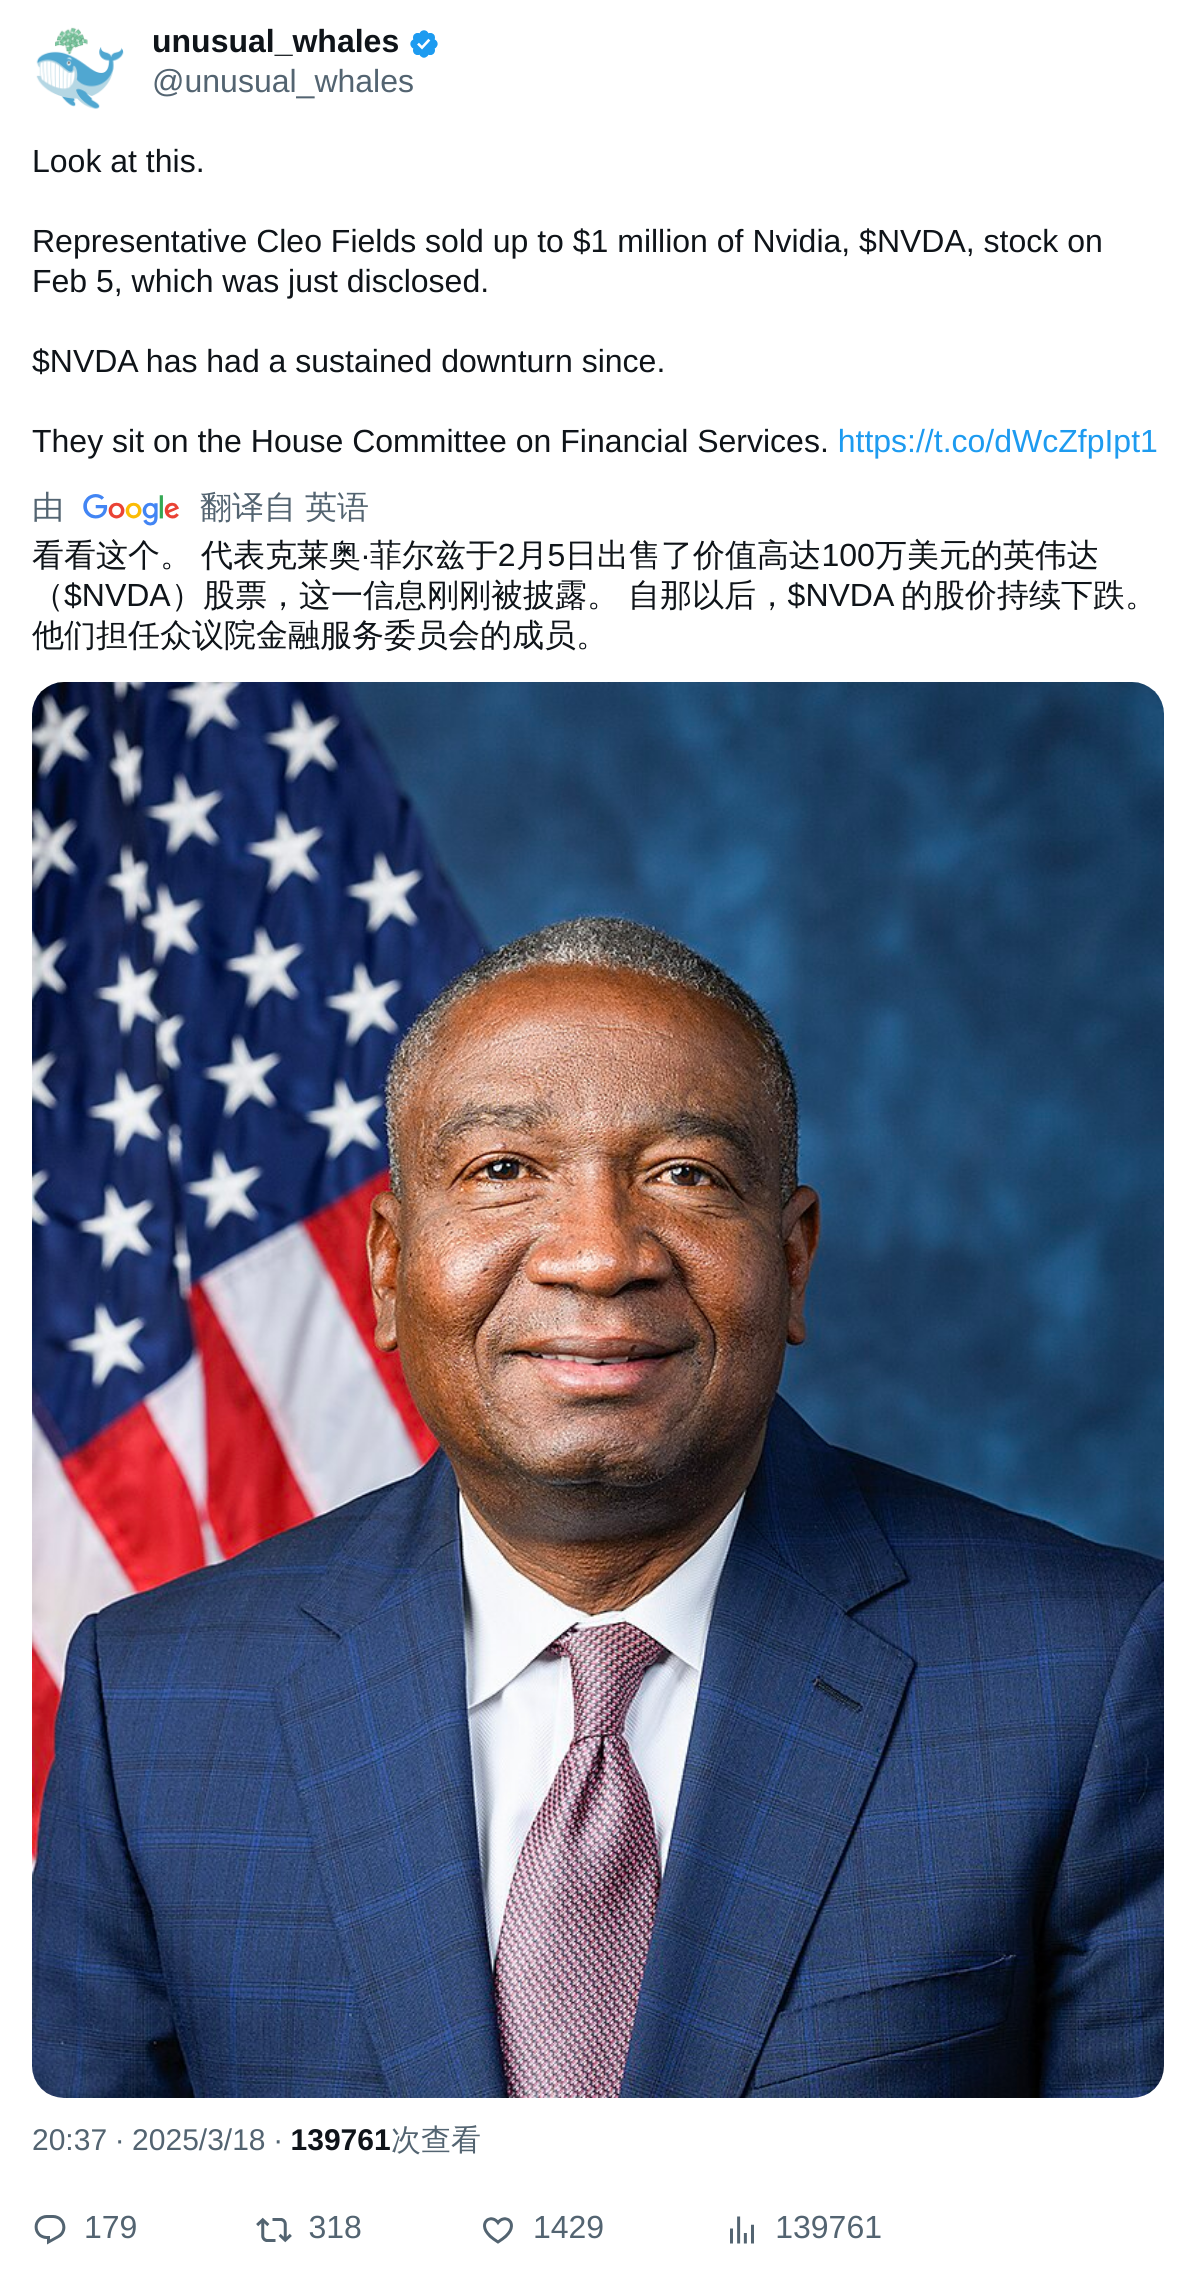 unusual_whales
@unusual_whales
Look at this.
Representative Cleo Fields sold up to $1 million of Nvidia, $NVDA, stock on
Feb 5, which was just disclosed.
$NVDA has had a sustained downturn since.
They sit on the House Committee on Financial Services. https://t.co/dWcZfpIpt1
由 Google 翻译自 英语
看看这个。 代表克莱奥·菲尔兹于2月5日出售了价值高达100万美元的英伟达
（$NVDA）股票，这一信息刚刚被披露。 自那以后，$NVDA 的股价持续下跌。
他们担任众议院金融服务委员会的成员。
20:37 · 2025/3/18 · 139761次查看
179 318 1429 139761